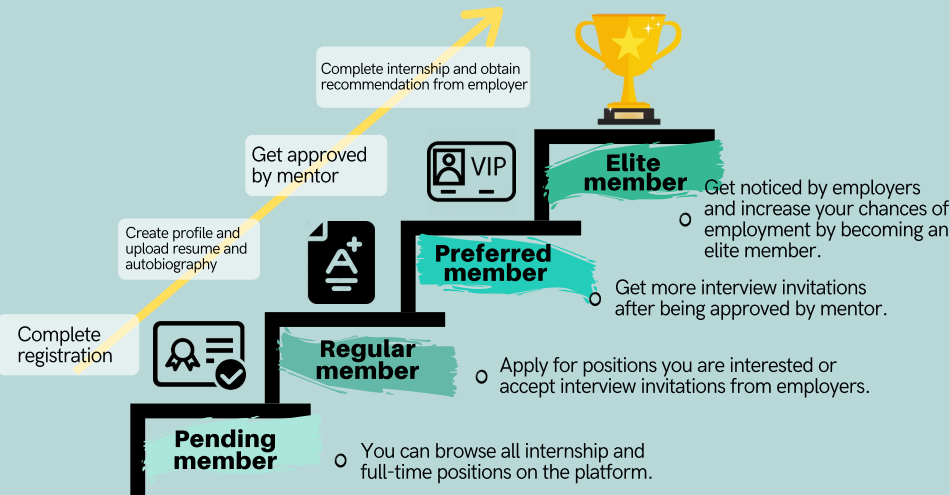 Complete internship and obtain
recommendation from employer
Get approved
by mentor
VIP
Elite
member
Get noticed by employers
and increase your chances of
employment by becoming an
elite member.
Create profile and
upload resume and
autobiography
A+
Preferred
member
Get more interview invitations
after being approved by mentor.
Complete
registration
Regular
member
Apply for positions you are interested or
accept interview invitations from employers.
Pending
member
You can browse all internship and
full-time positions on the platform.